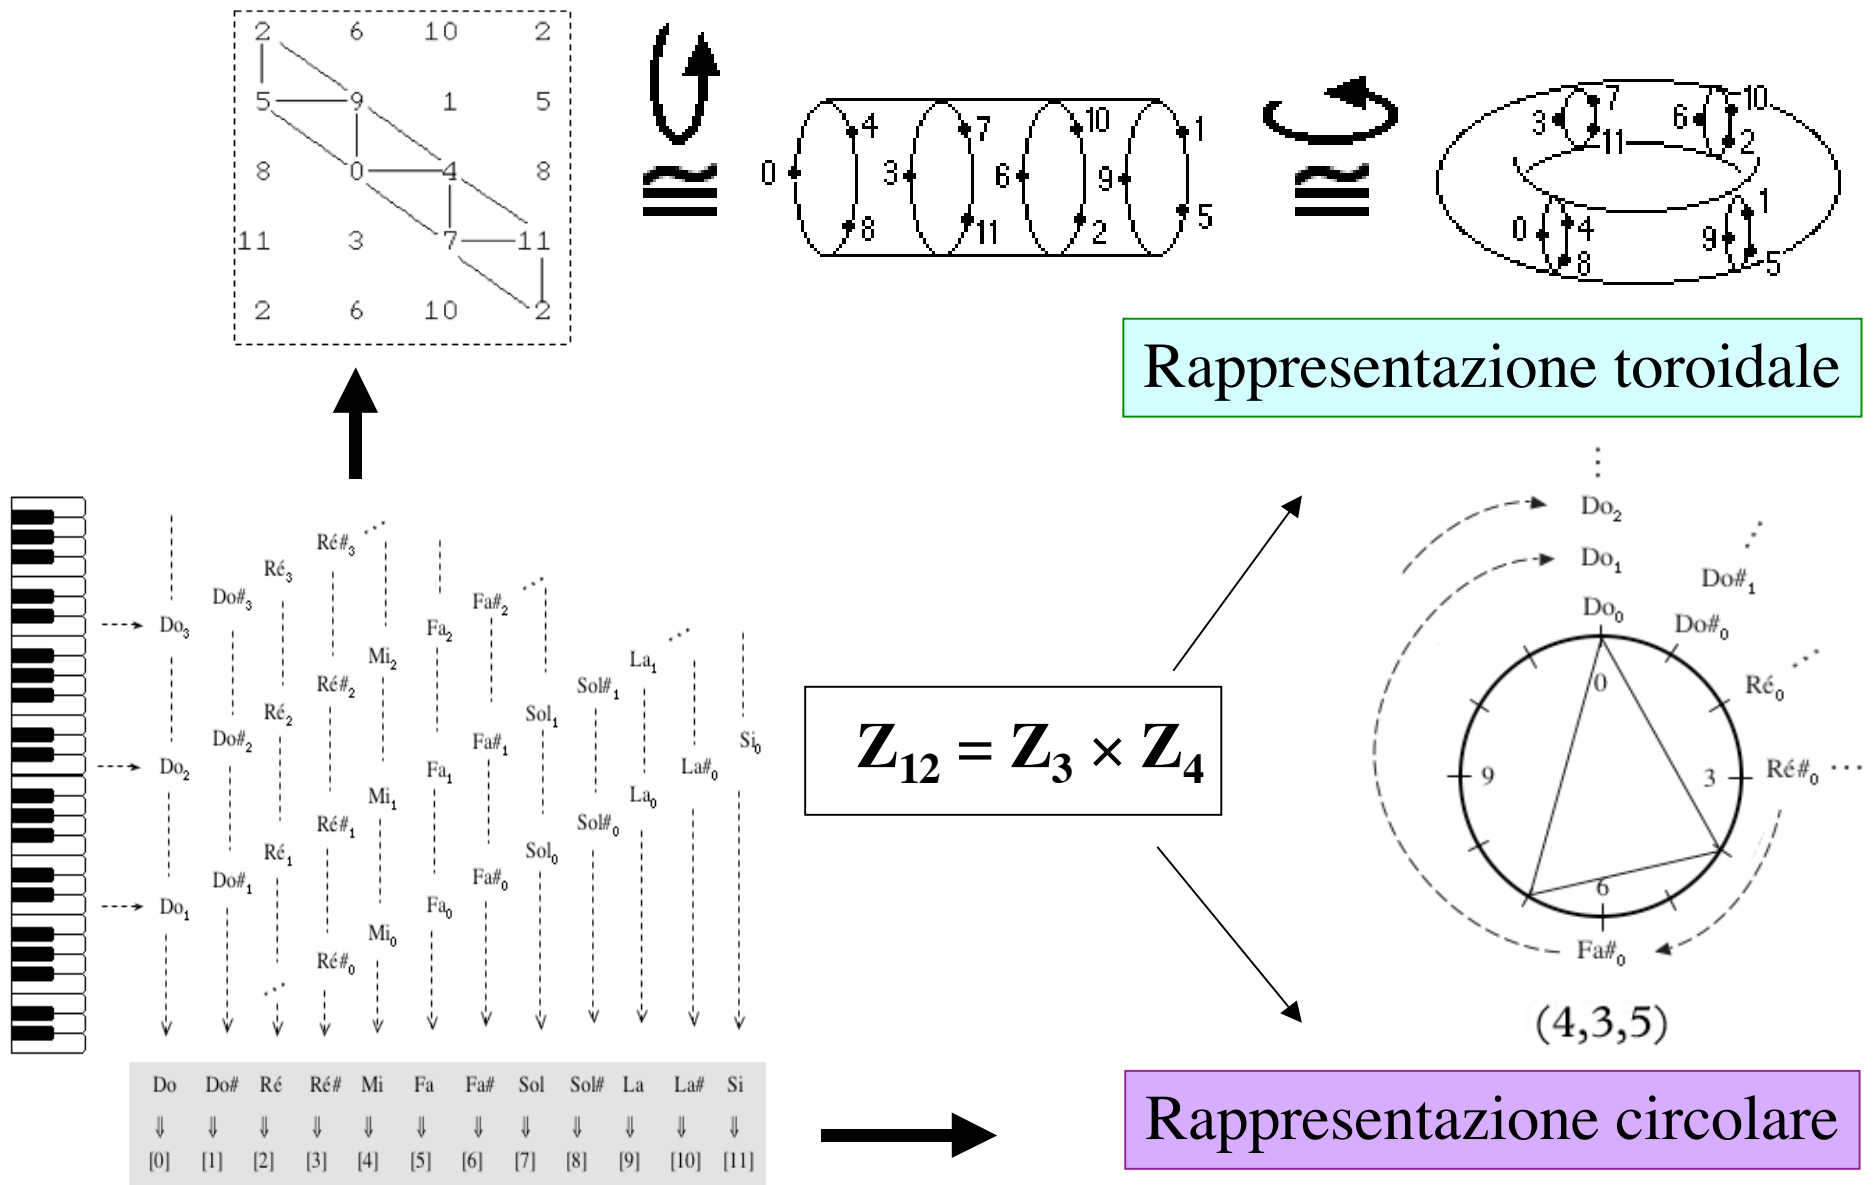 2 6 10 2
5 9 1 5
8 0 4 8
11 3 7 11
2 6 10 2
≅
0 4 8 3 7 11 6 10 2 9 1 5
≅
3 7 11 6 10 2
0 4 8 9 1 5
Rappresentazione toroidale
Ré#3
Ré3
Do#3
Fa#2
Do3
Fa2
Mi2
La1
Ré#2
Sol#1
Ré2
Sol1
Do#2
Fa#1
Si0
Do2
Fa1
La#0
Mi1
La0
Ré#1
Sol#0
Ré1
Sol0
Do#1
Fa#0
Do1
Fa0
Mi0
Ré#0
Do Do# Ré Ré# Mi Fa Fa# Sol Sol# La La# Si
⇓ ⇓ ⇓ ⇓ ⇓ ⇓ ⇓ ⇓ ⇓ ⇓ ⇓ ⇓
[0] [1] [2] [3] [4] [5] [6] [7] [8] [9] [10] [11]
Z12 = Z3 × Z4
Do2
Do1
Do#1
Do0
Do#0
0
Ré0
9 3 Ré#0 ...
6
Fa#0
(4,3,5)
Rappresentazione circolare